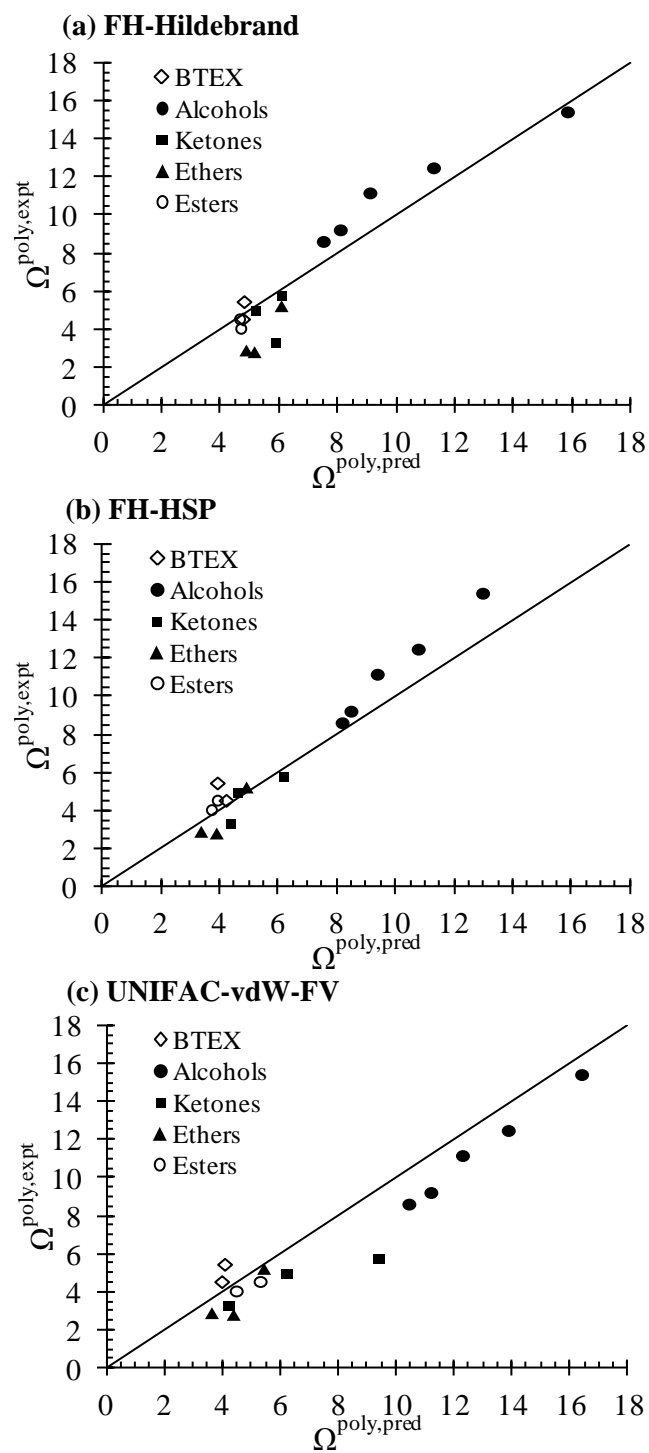 (a) FH-Hildebrand
18
16
14
12
10
8
6
4
2
0
Ω^poly,expt
BTEX
Alcohols
Ketones
Ethers
Esters
0 2 4 6 8 10 12 14 16 18
Ω^poly,pred
(b) FH-HSP
18
16
14
12
10
8
6
4
2
0
Ω^poly,expt
BTEX
Alcohols
Ketones
Ethers
Esters
0 2 4 6 8 10 12 14 16 18
Ω^poly,pred
(c) UNIFAC-vdW-FV
18
16
14
12
10
8
6
4
2
0
Ω^poly,expt
BTEX
Alcohols
Ketones
Ethers
Esters
0 2 4 6 8 10 12 14 16 18
Ω^poly,pred